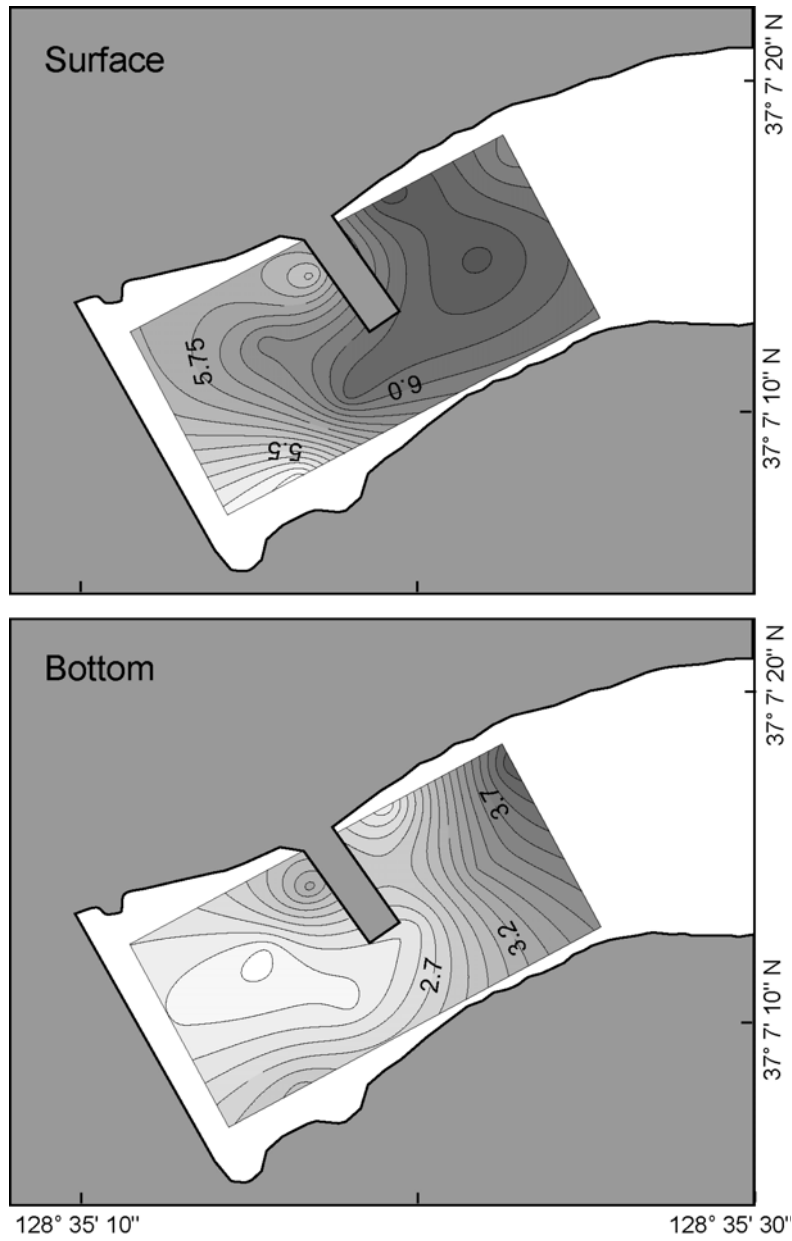 Surface
37° 7' 20" N
5.75
6.0
5.5
37° 7' 10" N
Bottom
37° 7' 20" N
3.7
3.2
2.7
37° 7' 10" N
128° 35' 10"
128° 35' 30"